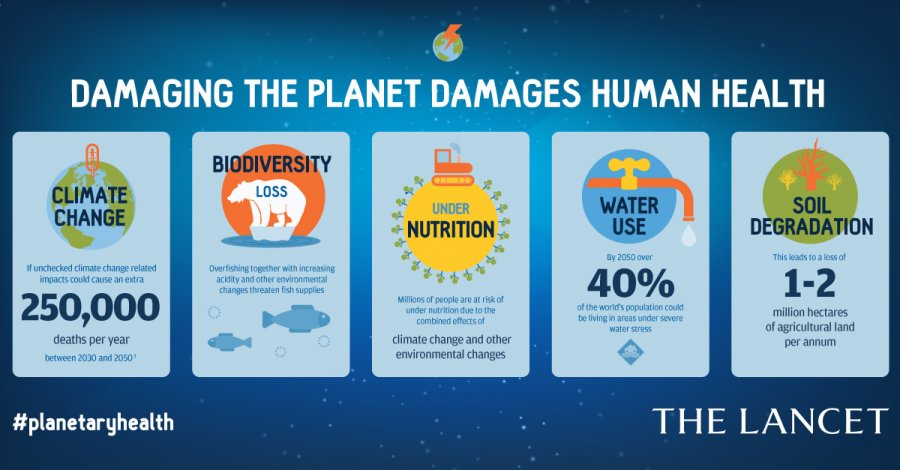 DAMAGING THE PLANET DAMAGES HUMAN HEALTH
CLIMATE
CHANGE
If unchecked climate change related
impacts could cause an extra
250,000
deaths per year
between 2030 and 2050³
BIODIVERSITY
LOSS
Overfishing together with increasing
acidity and other environmental
changes threaten fish supplies
UNDER
NUTRITION
Millions of people are at risk of
under nutrition due to the
combined effects of
climate change and other
environmental changes
WATER
USE
By 2050 over
40%
of the world's population could
be living in areas under severe
water stress
SOIL
DEGRADATION
This leads to a loss of
1-2
million hectares
of agricultural land
per annum
#planetaryhealth
THE LANCET